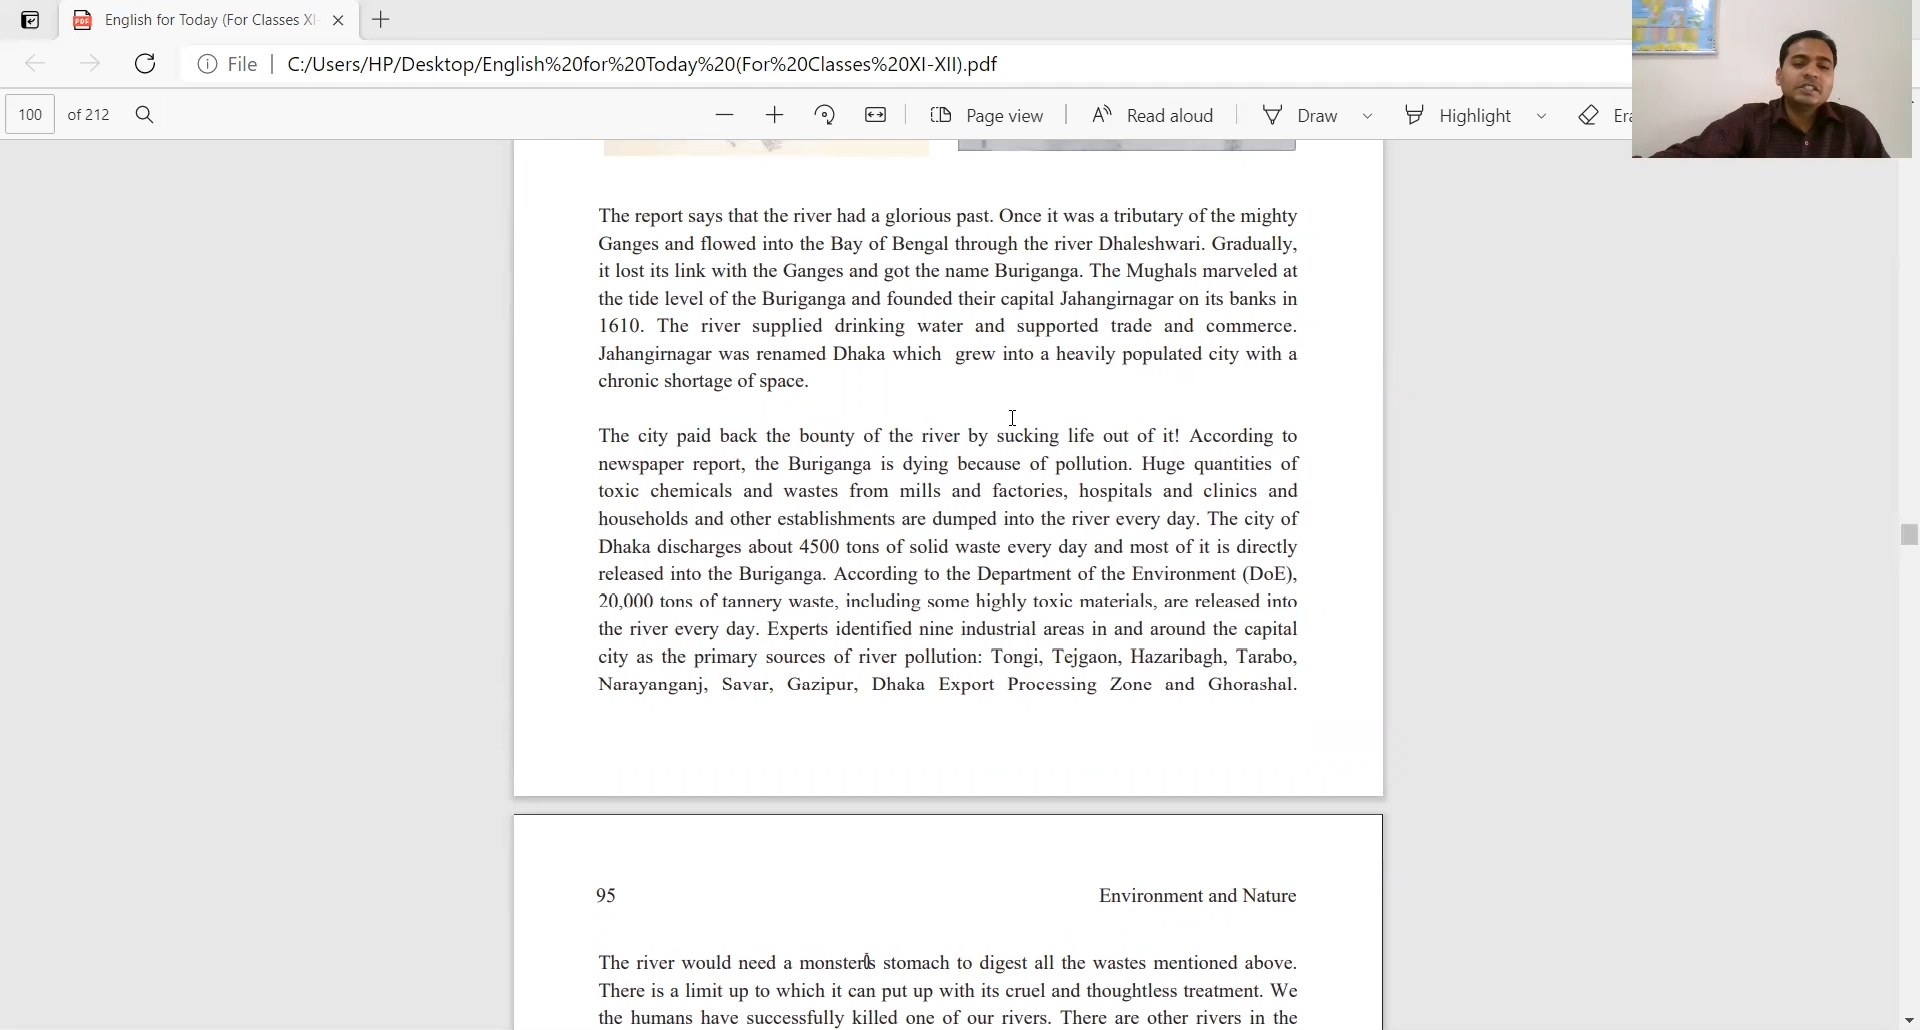 English for Today (For Classes XI-
File
C:/Users/HP/Desktop/English%20for%20Today%20(For%20Classes%20XI-XII).pdf
100 of 212
Page view
Read aloud
Draw
Highlight
Era
The report says that the river had a glorious past. Once it was a tributary of the mighty
Ganges and flowed into the Bay of Bengal through the river Dhaleshwari. Gradually,
it lost its link with the Ganges and got the name Buriganga. The Mughals marveled at
the tide level of the Buriganga and founded their capital Jahangirnagar on its banks in
1610. The river supplied drinking water and supported trade and commerce.
Jahangirnagar was renamed Dhaka which grew into a heavily populated city with a
chronic shortage of space.
The city paid back the bounty of the river by sucking life out of it! According to
newspaper report, the Buriganga is dying because of pollution. Huge quantities of
toxic chemicals and wastes from mills and factories, hospitals and clinics and
households and other establishments are dumped into the river every day. The city of
Dhaka discharges about 4500 tons of solid waste every day and most of it is directly
released into the Buriganga. According to the Department of the Environment (DoE),
20,000 tons of tannery waste, including some highly toxic materials, are released into
the river every day. Experts identified nine industrial areas in and around the capital
city as the primary sources of river pollution: Tongi, Tejgaon, Hazaribagh, Tarabo,
Narayanganj, Savar, Gazipur, Dhaka Export Processing Zone and Ghorashal.
95
Environment and Nature
The river would need a monster's stomach to digest all the wastes mentioned above.
There is a limit up to which it can put up with its cruel and thoughtless treatment. We
the humans have successfully killed one of our rivers. There are other rivers in the